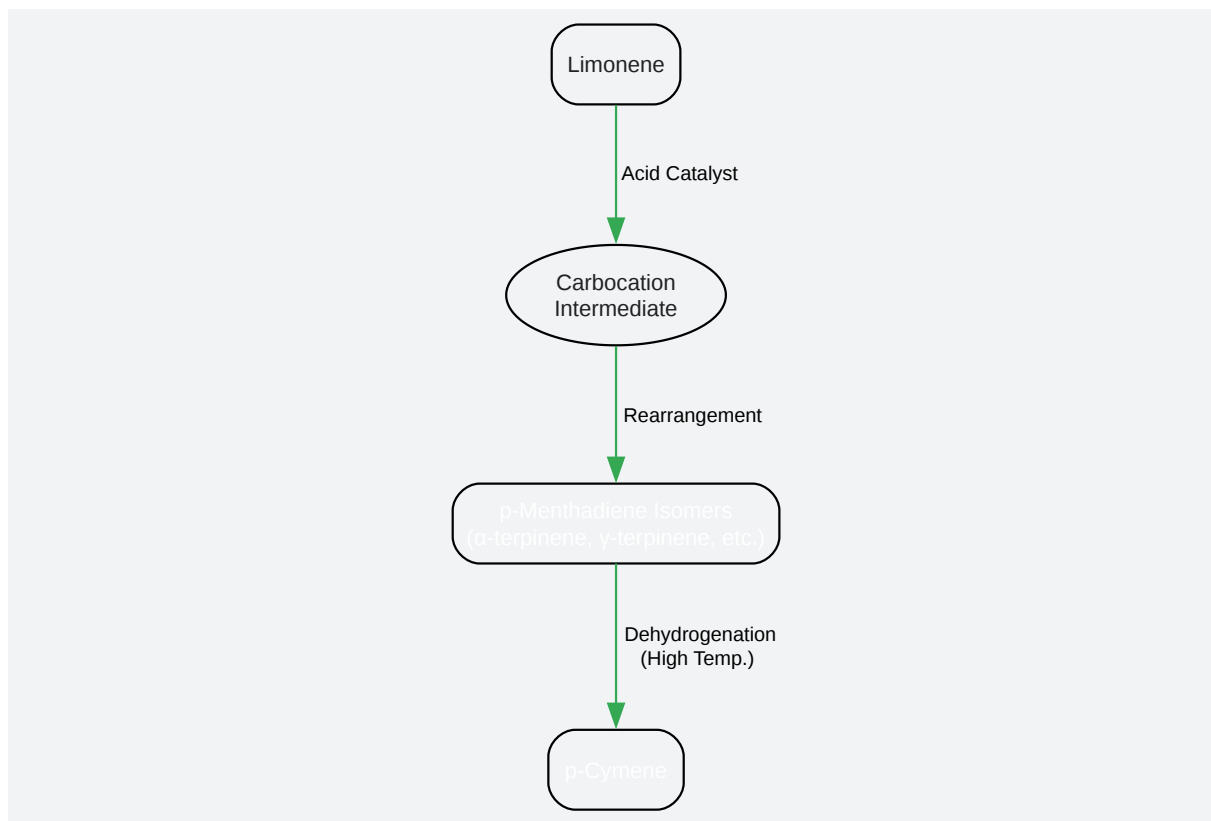 Limonene
Acid Catalyst
Carbocation
Intermediate
Rearrangement
p-Menthadiene Isomers
(α-terpinene, γ-terpinene, etc.)
Dehydrogenation
(High Temp.)
p-Cymene